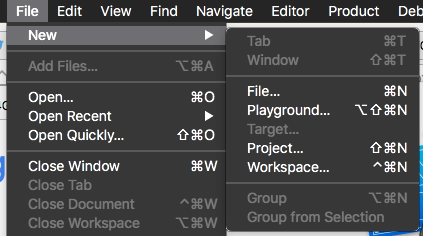 File Edit View Find Navigate Editor Product Deb
New ▶
Add Files... ⌥⌘A
Open... ⌘O
Open Recent ▶
Open Quickly... ⇧⌘O
Close Window ⌘W
Close Tab
Close Document ^⌘W
Close Workspace ⌥⌘W
Tab ⌘T
Window ⇧⌘T
File... ⌘N
Playground... ⌥⇧⌘N
Target...
Project... ⇧⌘N
Workspace... ^⌘N
Group ⌥⌘N
Group from Selection